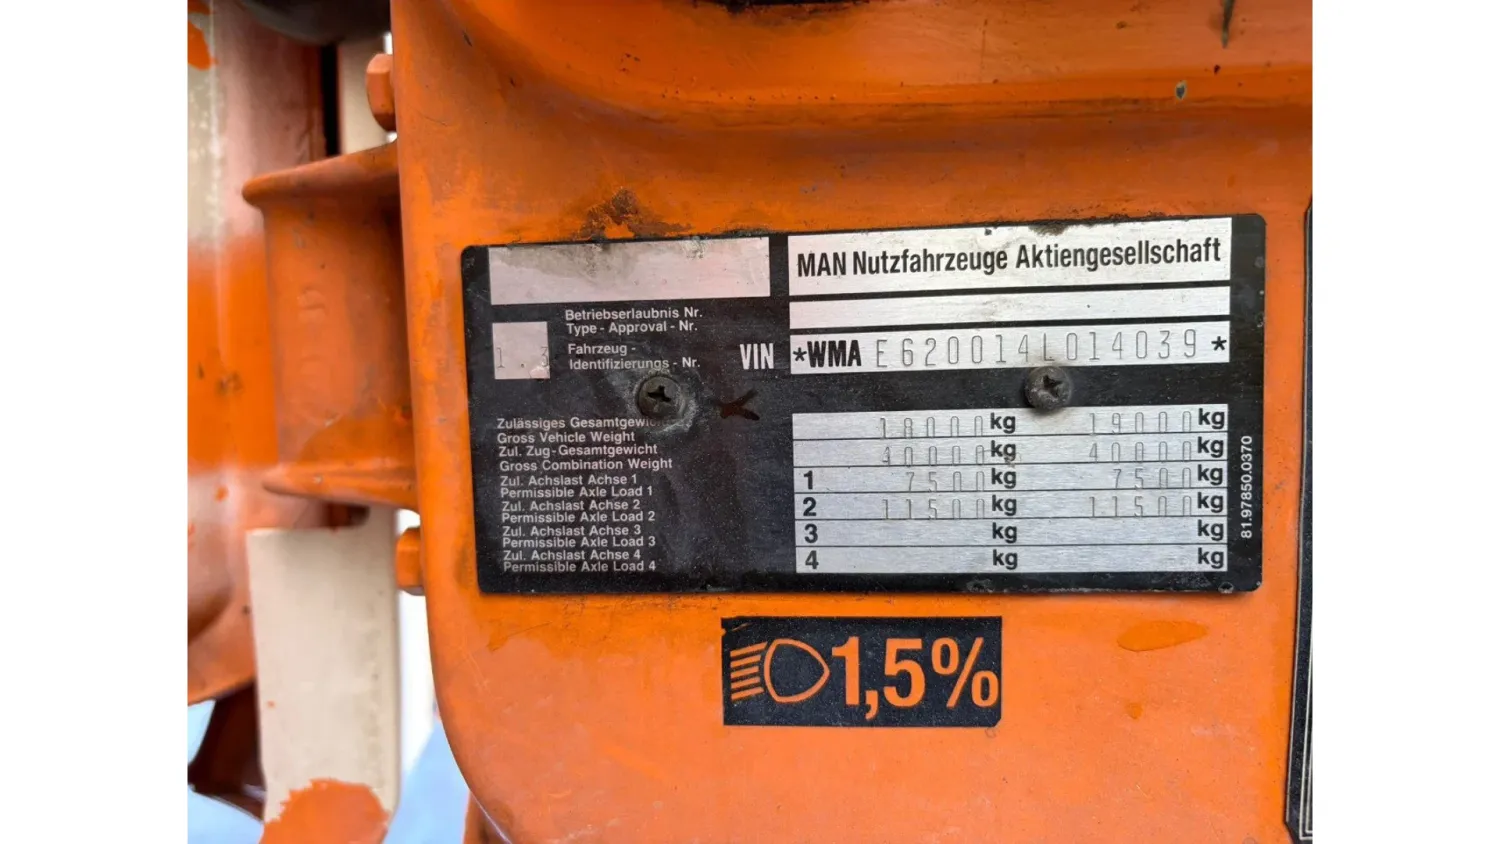 MAN Nutzfahrzeuge Aktiengesellschaft
Betriebserlaubnis Nr.
Type - Approval - Nr.
1.3 Fahrzeug -
Identifizierungs - Nr. VIN *WMA E620014L014039 *
Zulässiges Gesamtgewicht 18000 kg 19000 kg
Gross Vehicle Weight
Zul. Zug-Gesamtgewicht 40000 kg 40000 kg
Gross Combination Weight
Zul. Achslast Achse 1 1 7500 kg 7500 kg
Permissible Axle Load 1
Zul. Achslast Achse 2 2 11500 kg 11500 kg
Permissible Axle Load 2
Zul. Achslast Achse 3 3 kg kg
Permissible Axle Load 3
Zul. Achslast Achse 4 4 kg kg
Permissible Axle Load 4
81.97850.0370
1,5%